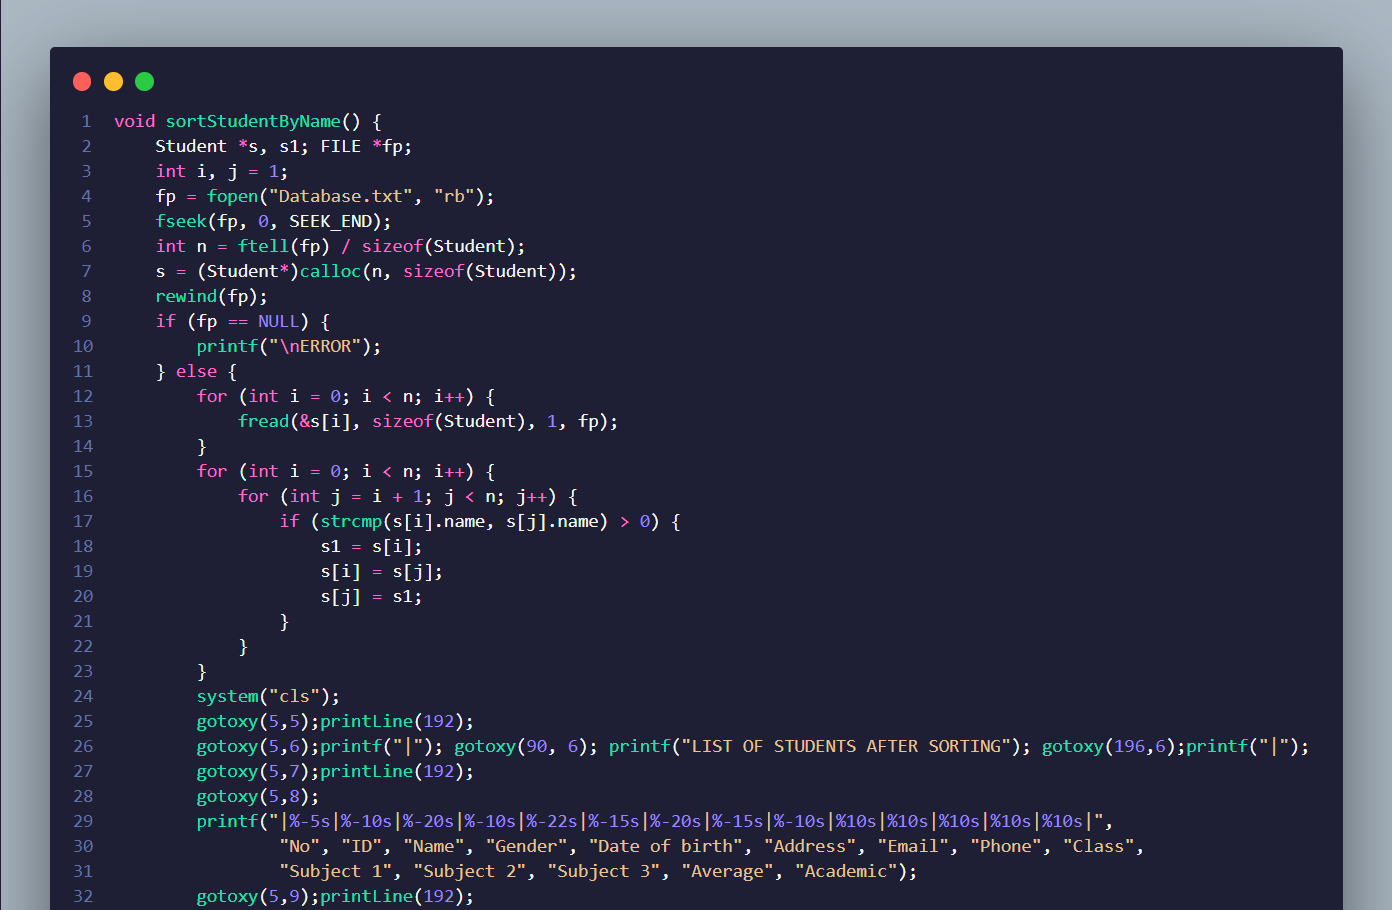 1 void sortStudentByName() {
2     Student *s, s1; FILE *fp;
3     int i, j = 1;
4     fp = fopen("Database.txt", "rb");
5     fseek(fp, 0, SEEK_END);
6     int n = ftell(fp) / sizeof(Student);
7     s = (Student*)calloc(n, sizeof(Student));
8     rewind(fp);
9     if (fp == NULL) {
10         printf("\nERROR");
11     } else {
12         for (int i = 0; i < n; i++) {
13             fread(&s[i], sizeof(Student), 1, fp);
14         }
15         for (int i = 0; i < n; i++) {
16             for (int j = i + 1; j < n; j++) {
17                 if (strcmp(s[i].name, s[j].name) > 0) {
18                     s1 = s[i];
19                     s[i] = s[j];
20                     s[j] = s1;
21                 }
22             }
23         }
24         system("cls");
25         gotoxy(5,5);printLine(192);
26         gotoxy(5,6);printf("|"); gotoxy(90, 6); printf("LIST OF STUDENTS AFTER SORTING"); gotoxy(196,6);printf("|");
27         gotoxy(5,7);printLine(192);
28         gotoxy(5,8);
29         printf("|%-5s|%-10s|%-20s|%-10s|%-22s|%-15s|%-20s|%-15s|%-10s|%10s|%10s|%10s|%10s|%10s|",
30                 "No", "ID", "Name", "Gender", "Date of birth", "Address", "Email", "Phone", "Class",
31                 "Subject 1", "Subject 2", "Subject 3", "Average", "Academic");
32         gotoxy(5,9);printLine(192);